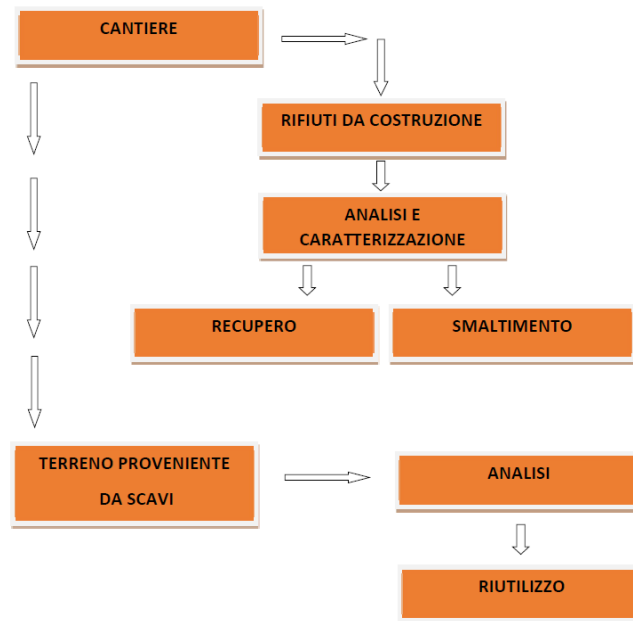 CANTIERE
RIFIUTI DA COSTRUZIONE
ANALISI E
CARATTERIZZAZIONE
RECUPERO
SMALTIMENTO
TERRENO PROVENIENTE
DA SCAVI
ANALISI
RIUTILIZZO